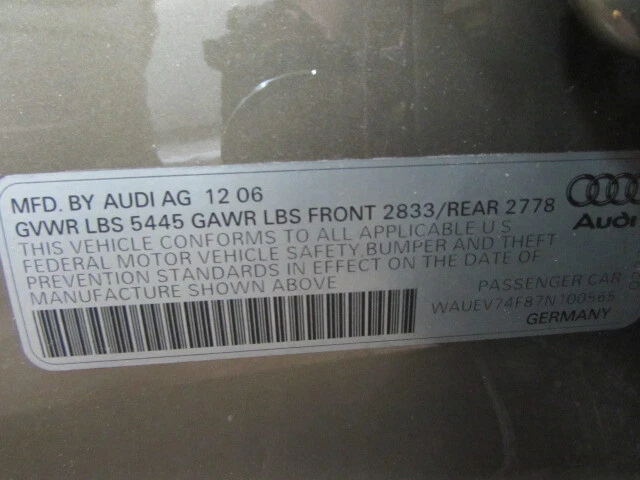 MFD. BY AUDI AG 12 06
GVWR LBS 5445 GAWR LBS FRONT 2833/REAR 2778
THIS VEHICLE CONFORMS TO ALL APPLICABLE U.S
FEDERAL MOTOR VEHICLE SAFETY, BUMPER AND THEFT
PREVENTION STANDARDS IN EFFECT ON THE DATE OF
MANUFACTURE SHOWN ABOVE
Audi
PASSENGER CAR
WAUEV74F87N100565
GERMANY